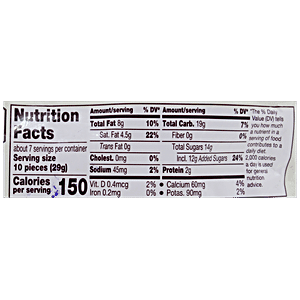 Nutrition
Facts
about 7 servings per container
Serving size
10 pieces (29g)
Calories
per serving 150
Amount/serving % DV*
Total Fat 8g 10%
Sat. Fat 4.5g 22%
Trans Fat 0g
Cholest. 0mg 0%
Sodium 45mg 2%
Amount/serving % DV*
Total Carb. 19g 7%
Fiber 0g 0%
Total Sugars 14g
Incl. 12g Added Sugars 24%
Protein 2g
Vit. D 0.4mcg 2% • Calcium 60mg 4%
Iron 0.2mg 0% • Potas. 90mg 2%
*The % Daily
Value (DV) tells
you how much
a nutrient in a
serving of food
contributes to a
daily diet.
2,000 calories
a day is used
for general
nutrition
advice.